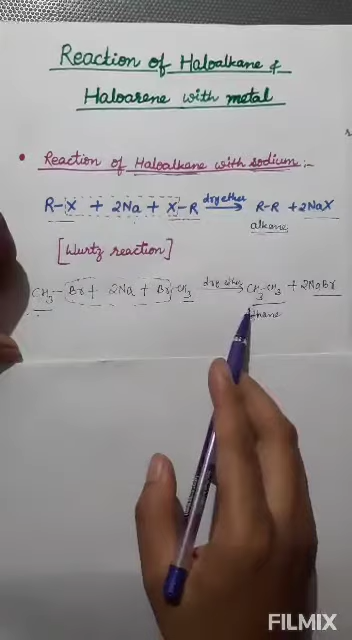 Reaction of Haloalkane &
Haloarene with metal
• Reaction of Haloalkane with sodium:-
R-X + 2Na + X-R dry ether → R-R + 2NaX
alkane
[Wurtz reaction]
CH3-Br + 2Na + Br-CH3 dry ether → CH3-CH3 + 2NaBr
Ethane
FILMIX